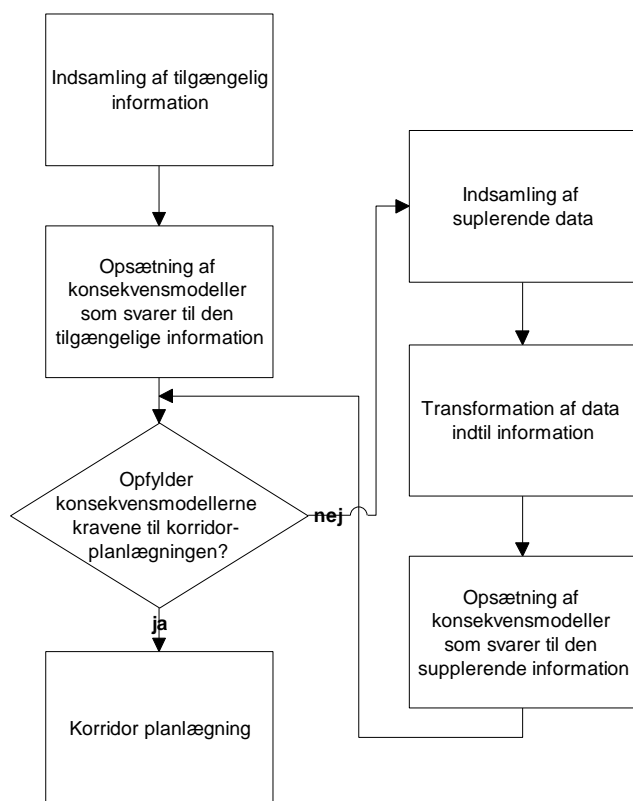 Indsamling af tilgængelig
information
Opsætning af
konsekvensmodeller
som svarer til den
tilgængelige information
Opfylder
konsekvensmodellerne
kravene til korridor-
planlægningen?
nej
ja
Korridor planlægning
Indsamling af
suplerende data
Transformation af data
indtil information
Opsætning af
konsekvensmodeller
som svarer til den
supplerende information